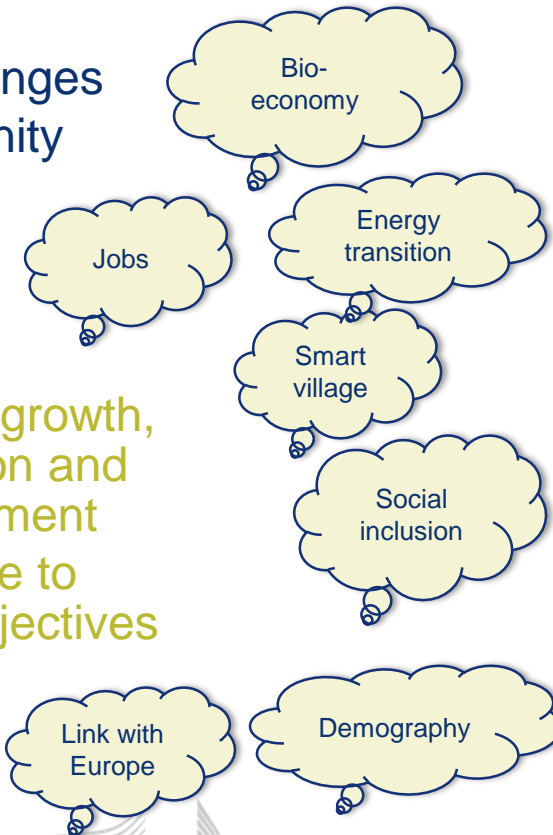 Bio-
economy
nges
nity
Energy
transition
Jobs
Smart
village
growth,
on and
ment
e to
jectives
Social
inclusion
Link with
Europe
Demography